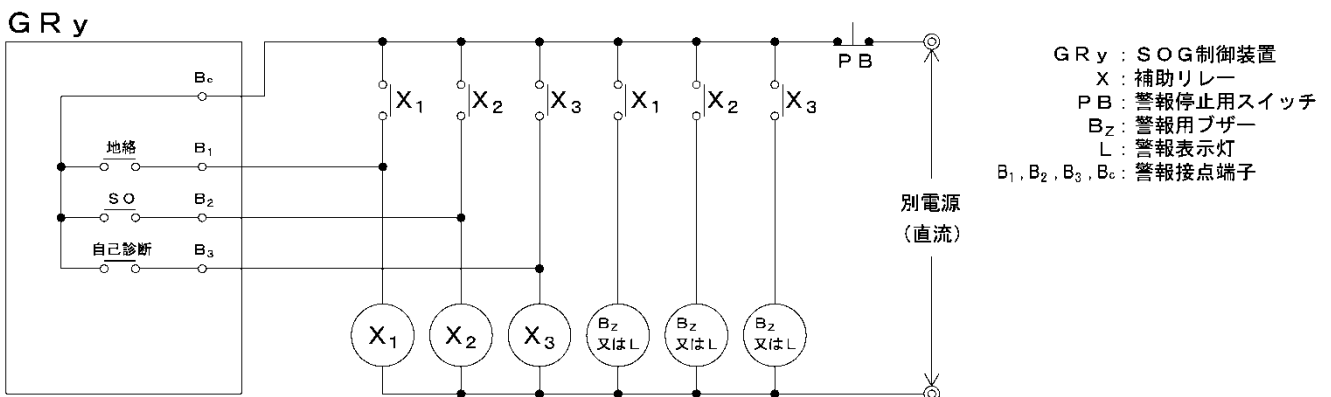 GRy
Bc
地絡
B1
SO
B2
自己診断
B3
X1
X2
X3
X1
X2
X3
PB
X1
X2
X3
BZ
又はL
BZ
又はL
BZ
又はL
別電源
(直流)
GRy:SOG制御装置
X:補助リレー
PB:警報停止用スイッチ
BZ:警報用ブザー
L:警報表示灯
B1,B2,B3,Bc:警報接点端子